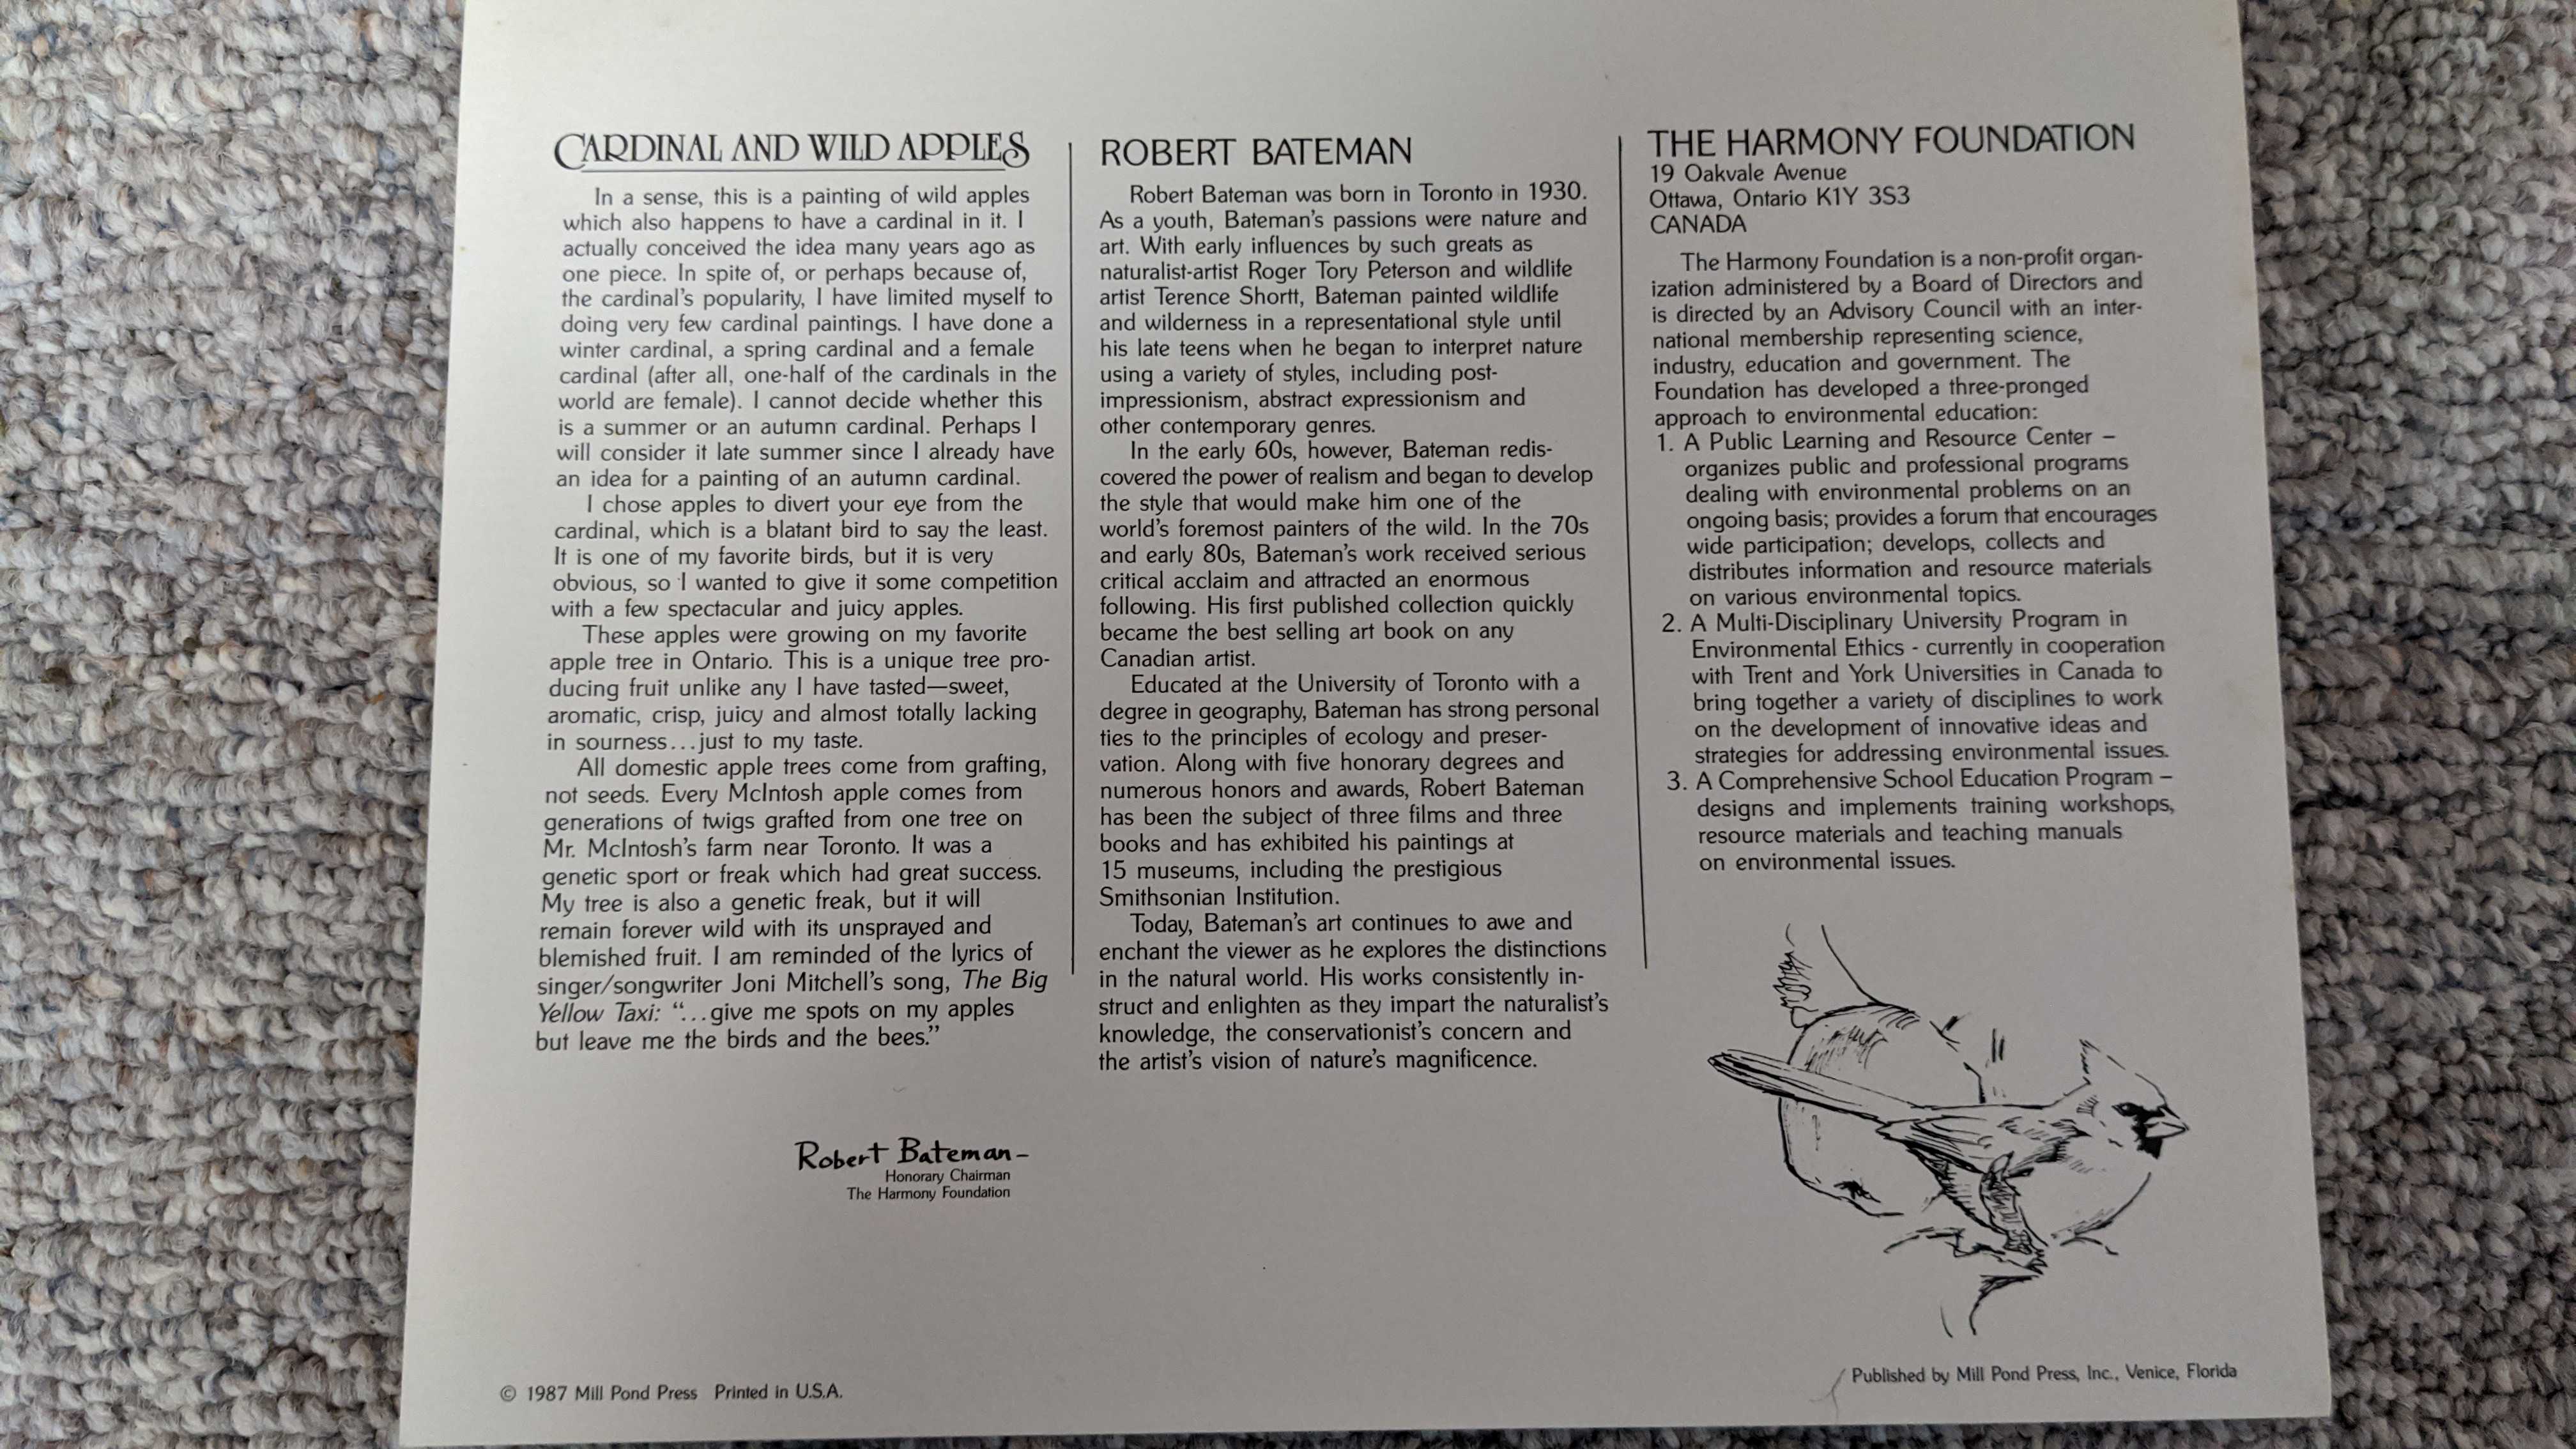 CARDINAL AND WILD APPLES
In a sense, this is a painting of wild apples
which also happens to have a cardinal in it. I
actually conceived the idea many years ago as
one piece. In spite of, or perhaps because of,
the cardinal's popularity, I have limited myself to
doing very few cardinal paintings. I have done a
winter cardinal, a spring cardinal and a female
cardinal (after all, one-half of the cardinals in the
world are female). I cannot decide whether this
is a summer or an autumn cardinal. Perhaps I
will consider it late summer since I already have
an idea for a painting of an autumn cardinal.
I chose apples to divert your eye from the
cardinal, which is a blatant bird to say the least.
It is one of my favorite birds, but it is very
obvious, so I wanted to give it some competition
with a few spectacular and juicy apples.
These apples were growing on my favorite
apple tree in Ontario. This is a unique tree pro-
ducing fruit unlike any I have tasted—sweet,
aromatic, crisp, juicy and almost totally lacking
in sourness...just to my taste.
All domestic apple trees come from grafting,
not seeds. Every McIntosh apple comes from
generations of twigs grafted from one tree on
Mr. McIntosh's farm near Toronto. It was a
genetic sport or freak which had great success.
My tree is also a genetic freak, but it will
remain forever wild with its unsprayed and
blemished fruit. I am reminded of the lyrics of
singer/songwriter Joni Mitchell's song, The Big
Yellow Taxi: "...give me spots on my apples
but leave me the birds and the bees."
Robert Bateman–
Honorary Chairman
The Harmony Foundation
© 1987 Mill Pond Press Printed in U.S.A.
ROBERT BATEMAN
Robert Bateman was born in Toronto in 1930.
As a youth, Bateman's passions were nature and
art. With early influences by such greats as
naturalist-artist Roger Tory Peterson and wildlife
artist Terence Shortt, Bateman painted wildlife
and wilderness in a representational style until
his late teens when he began to interpret nature
using a variety of styles, including post-
impressionism, abstract expressionism and
other contemporary genres.
In the early 60s, however, Bateman redis-
covered the power of realism and began to develop
the style that would make him one of the
world's foremost painters of the wild. In the 70s
and early 80s, Bateman's work received serious
critical acclaim and attracted an enormous
following. His first published collection quickly
became the best selling art book on any
Canadian artist.
Educated at the University of Toronto with a
degree in geography, Bateman has strong personal
ties to the principles of ecology and preser-
vation. Along with five honorary degrees and
numerous honors and awards, Robert Bateman
has been the subject of three films and three
books and has exhibited his paintings at
15 museums, including the prestigious
Smithsonian Institution.
Today, Bateman's art continues to awe and
enchant the viewer as he explores the distinctions
in the natural world. His works consistently in-
struct and enlighten as they impart the naturalist's
knowledge, the conservationist's concern and
the artist's vision of nature's magnificence.
THE HARMONY FOUNDATION
19 Oakvale Avenue
Ottawa, Ontario K1Y 3S3
CANADA
The Harmony Foundation is a non-profit organ-
ization administered by a Board of Directors and
is directed by an Advisory Council with an inter-
national membership representing science,
industry, education and government. The
Foundation has developed a three-pronged
approach to environmental education:
1. A Public Learning and Resource Center –
organizes public and professional programs
dealing with environmental problems on an
ongoing basis; provides a forum that encourages
wide participation; develops, collects and
distributes information and resource materials
on various environmental topics.
2. A Multi-Disciplinary University Program in
Environmental Ethics - currently in cooperation
with Trent and York Universities in Canada to
bring together a variety of disciplines to work
on the development of innovative ideas and
strategies for addressing environmental issues.
3. A Comprehensive School Education Program –
designs and implements training workshops,
resource materials and teaching manuals
on environmental issues.
Published by Mill Pond Press, Inc., Venice, Florida